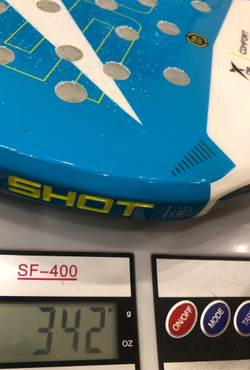 COMFORT
SHOT
SF-400
342
g
oz
ON/OFF
MODE